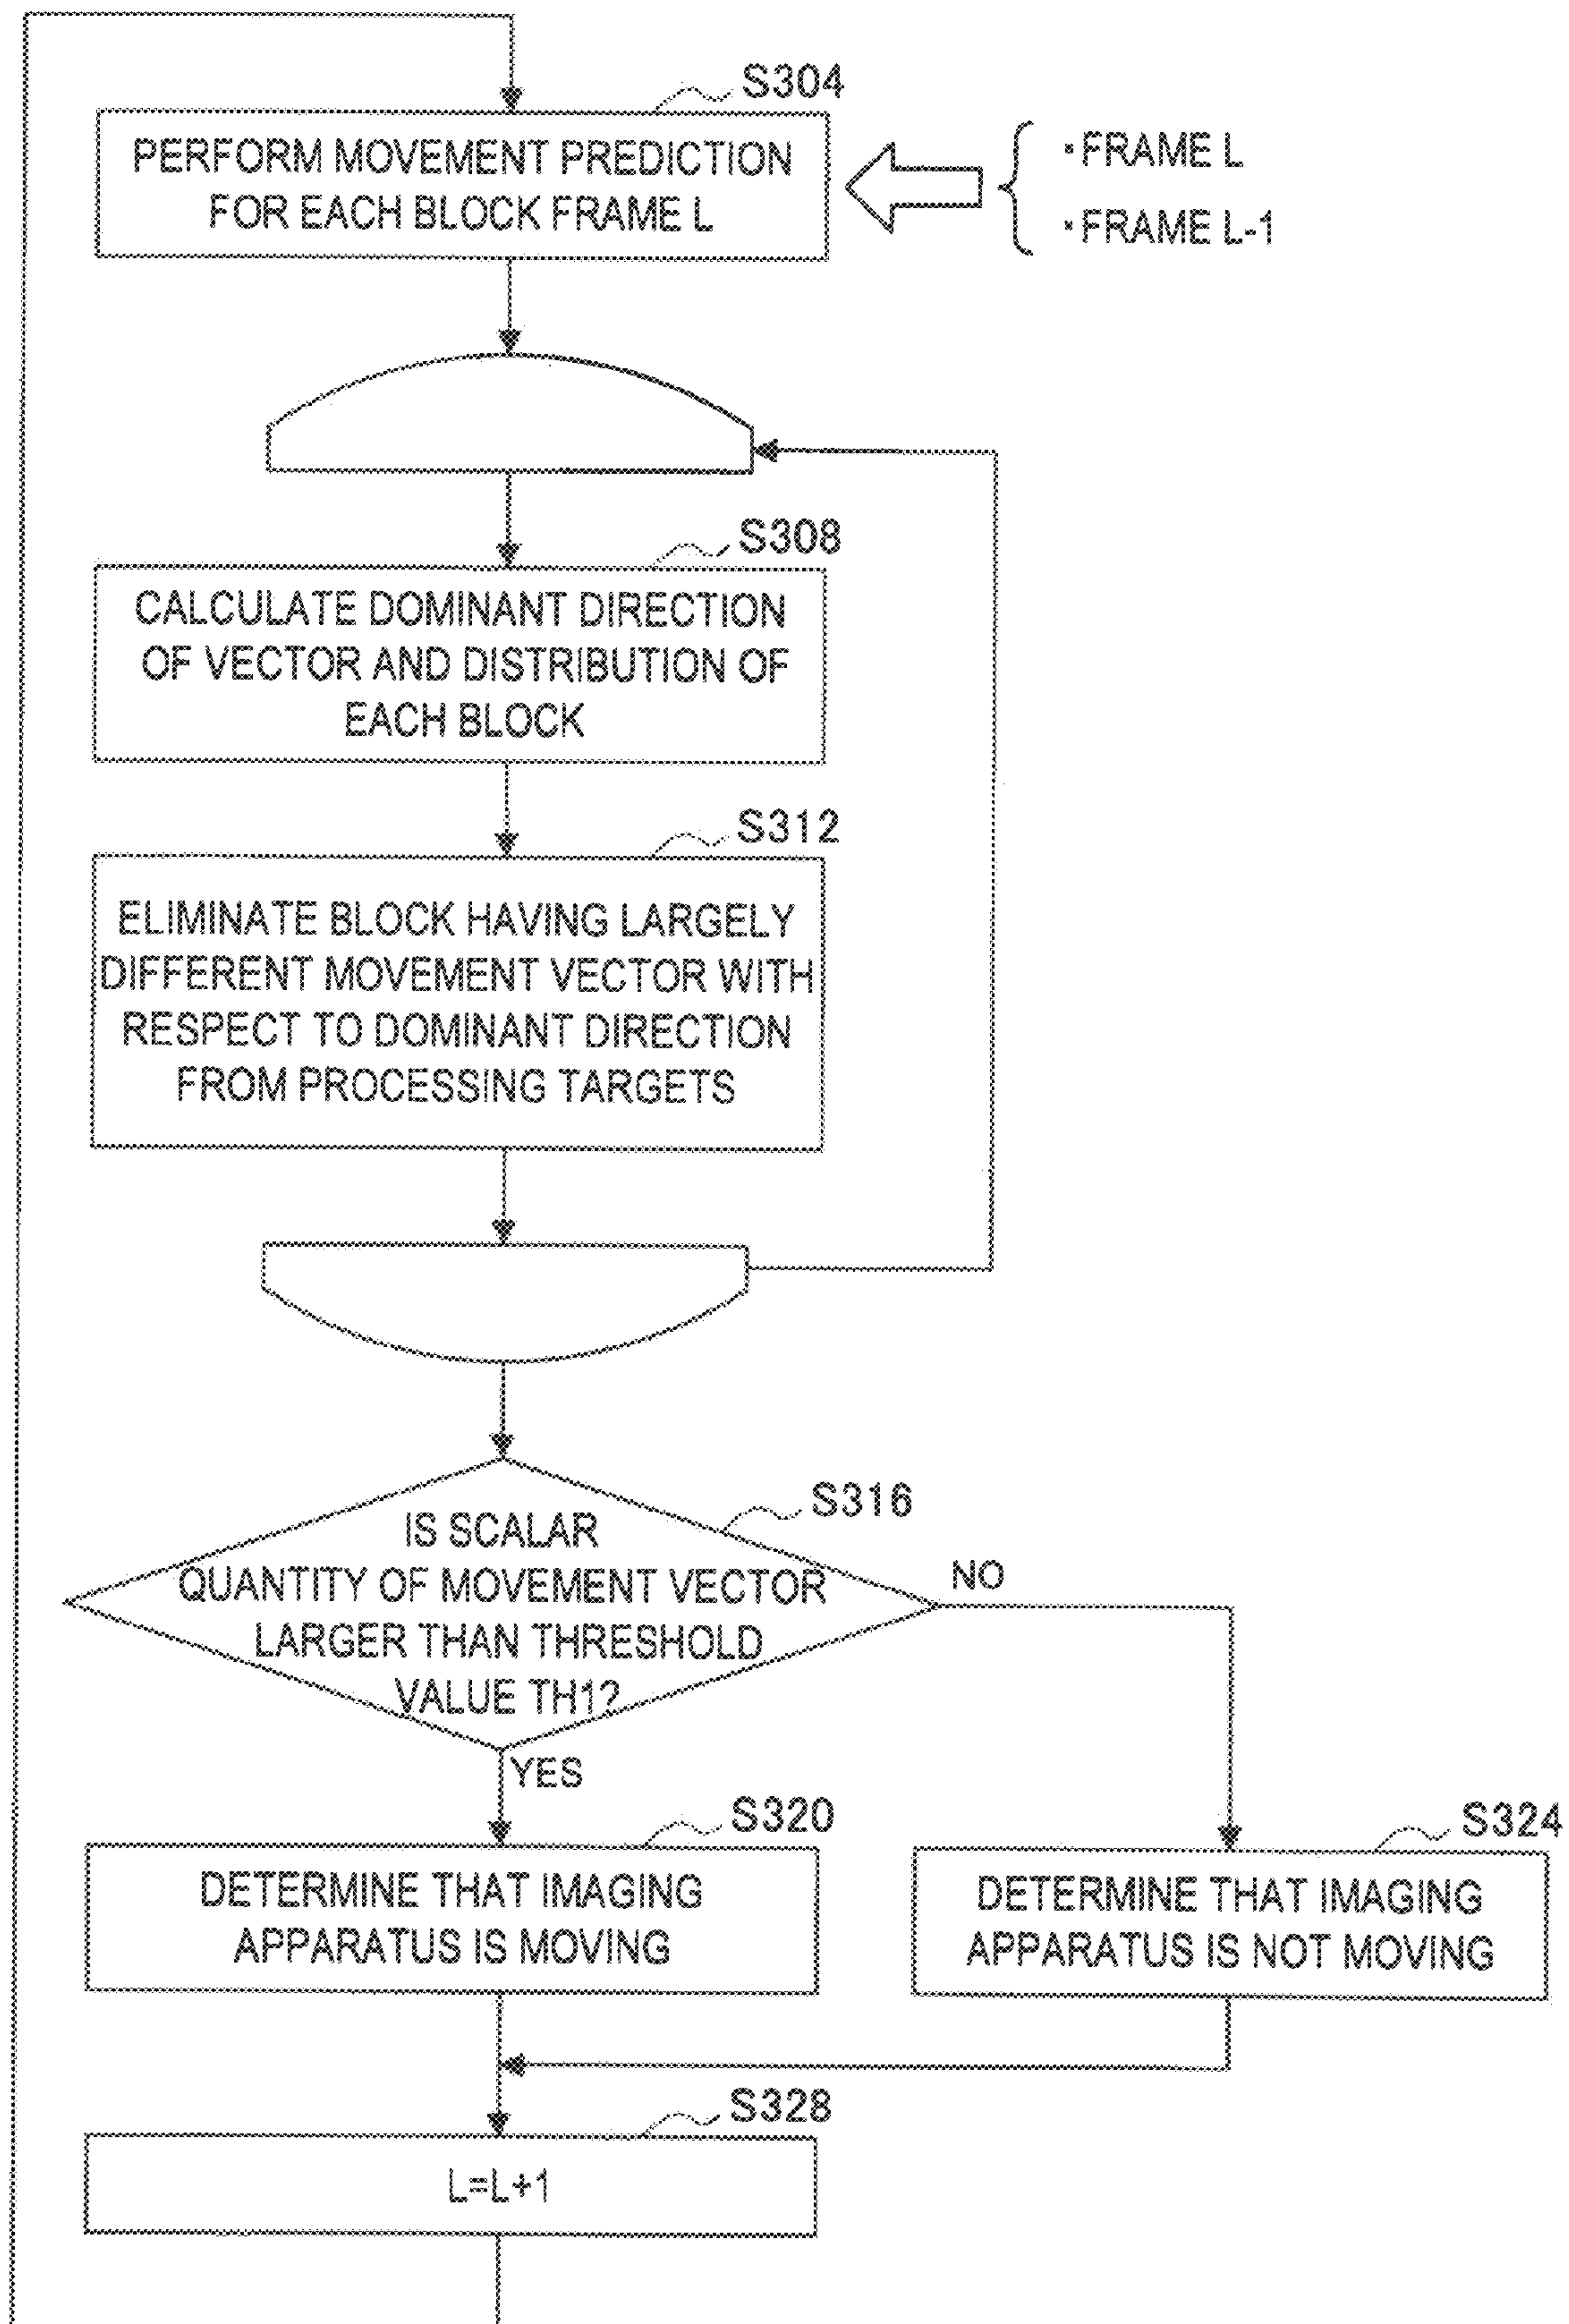 S304
PERFORM MOVEMENT PREDICTION
FOR EACH BLOCK FRAME L
・FRAME L
・FRAME L-1
S308
CALCULATE DOMINANT DIRECTION
OF VECTOR AND DISTRIBUTION OF
EACH BLOCK
S312
ELIMINATE BLOCK HAVING LARGELY
DIFFERENT MOVEMENT VECTOR WITH
RESPECT TO DOMINANT DIRECTION
FROM PROCESSING TARGETS
S316
IS SCALAR
QUANTITY OF MOVEMENT VECTOR
LARGER THAN THRESHOLD
VALUE TH1?
NO
YES
S320
DETERMINE THAT IMAGING
APPARATUS IS MOVING
S324
DETERMINE THAT IMAGING
APPARATUS IS NOT MOVING
S328
L=L+1